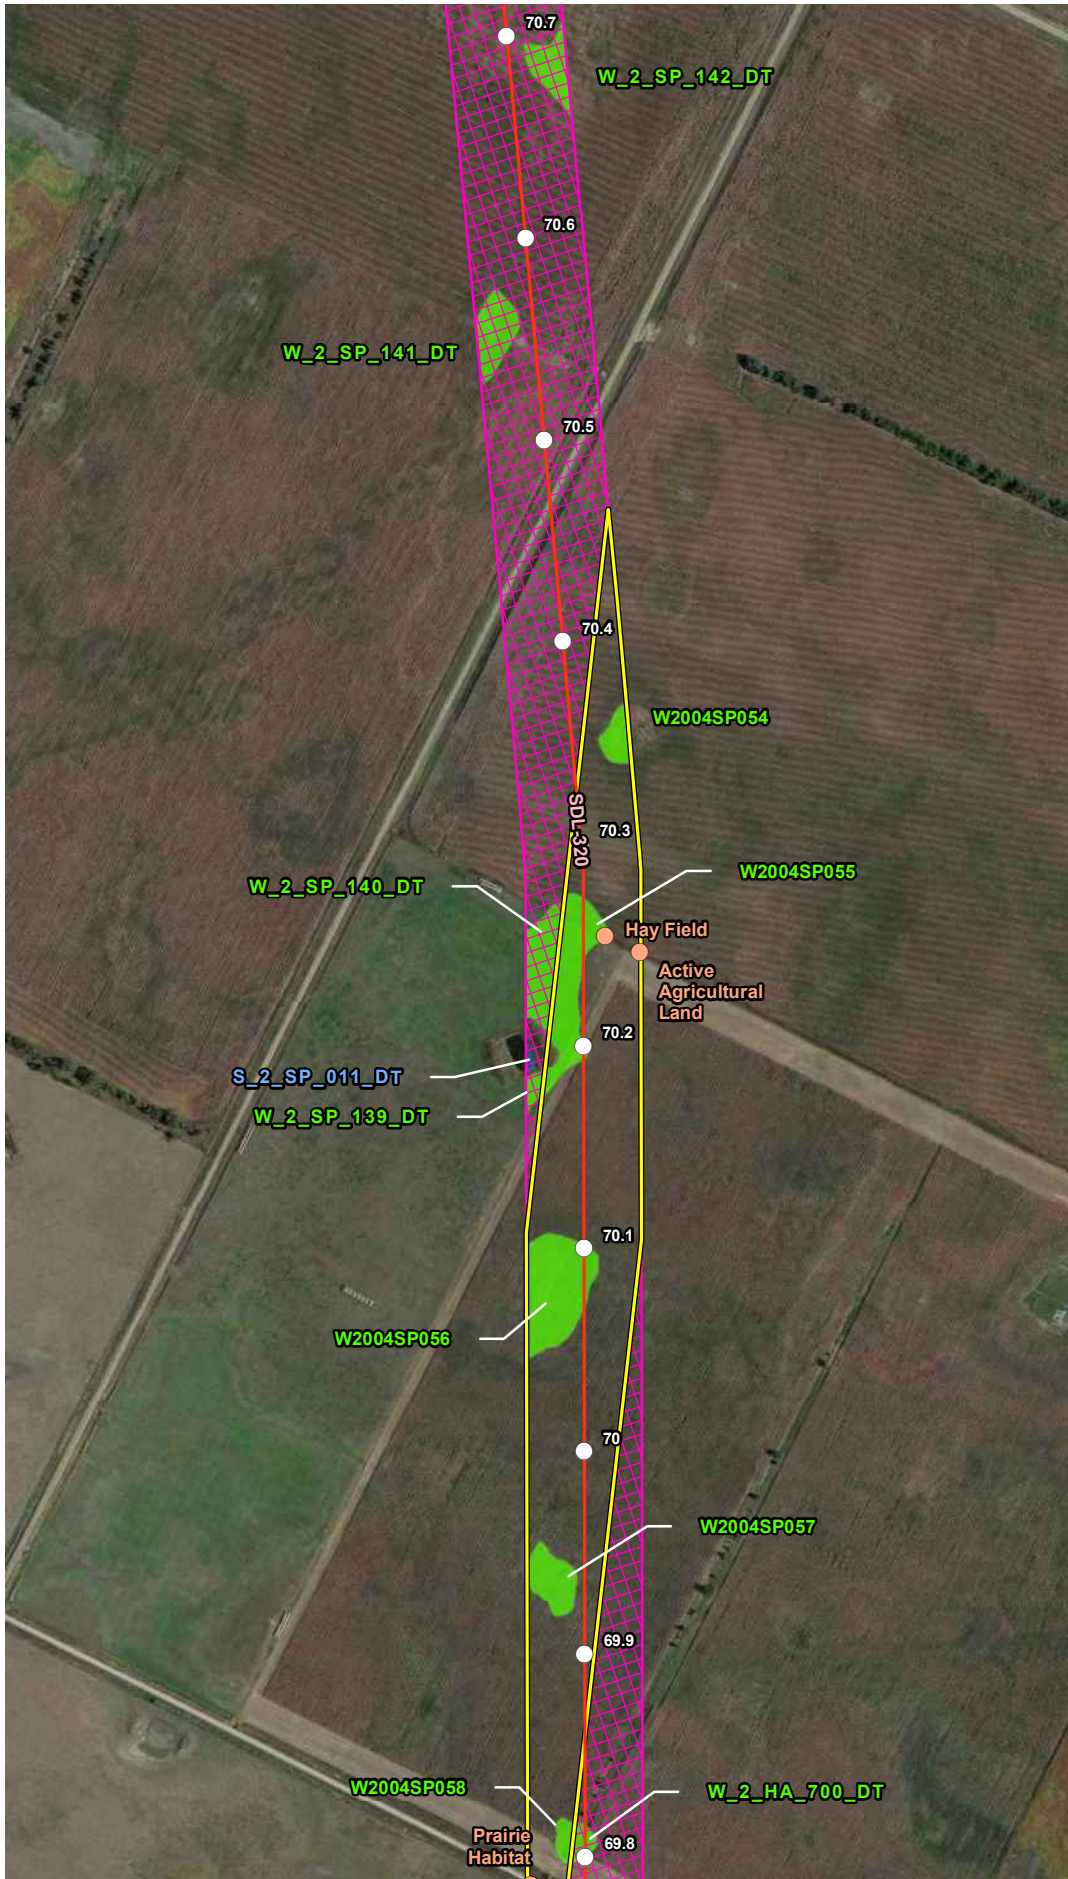 70.7
W_2_SP_142_DT
70.6
W_2_SP_141_DT
70.5
70.4
W2004SP054
SDL-320
70.3
W2004SP055
W_2_SP_140_DT
Hay Field
Active
Agricultural
Land
70.2
S_2_SP_011_DT
W_2_SP_139_DT
70.1
W2004SP056
70
W2004SP057
69.9
W2004SP058
W_2_HA_700_DT
Prairie
Habitat
69.8